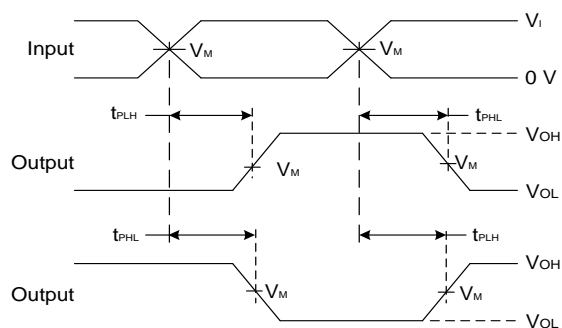 VI
Input VM VM
0 V
tPLH tPHL
VOH
Output VM VM
VOL
tPHL tPLH
VOH
Output VM VM
VOL